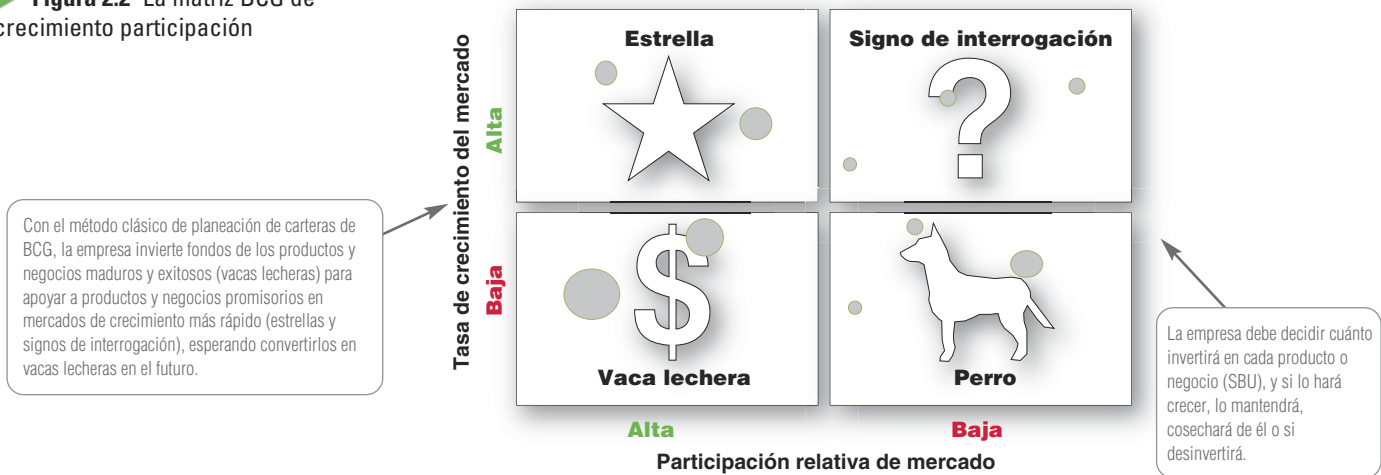 Figura 2.2 La matriz BCG de
crecimiento participación
Estrella
Signo de interrogación
?
Tasa de crecimiento del mercado
Alta
Baja
$
Vaca lechera
Perro
Alta
Baja
Participación relativa de mercado
Con el método clásico de planeación de carteras de
BCG, la empresa invierte fondos de los productos y
negocios maduros y exitosos (vacas lecheras) para
apoyar a productos y negocios promisorios en
mercados de crecimiento más rápido (estrellas y
signos de interrogación), esperando convertirlos en
vacas lecheras en el futuro.
La empresa debe decidir cuánto
invertirá en cada producto o
negocio (SBU), y si lo hará
crecer, lo mantendrá,
cosechará de él o si
desinvertirá.